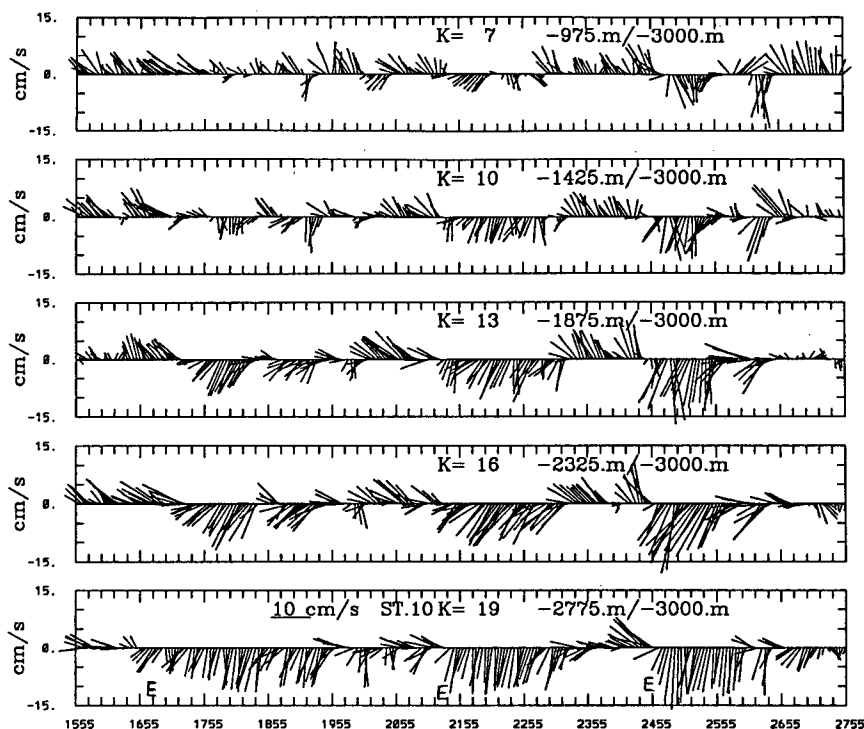 15.
K= 7 -975.m/-3000.m
cm/s
0.
-15.
15.
K= 10 -1425.m/-3000.m
0.
-15.
15.
K= 13 -1875.m/-3000.m
0.
-15.
15.
K= 16 -2325.m/-3000.m
cm/s
0.
-15.
15.
10 cm/s ST.10 K= 19 -2775.m/-3000.m
cm/s
0.
E E E
-15.
1555 1655 1755 1855 1955 2055 2155 2255 2355 2455 2555 2655 2755